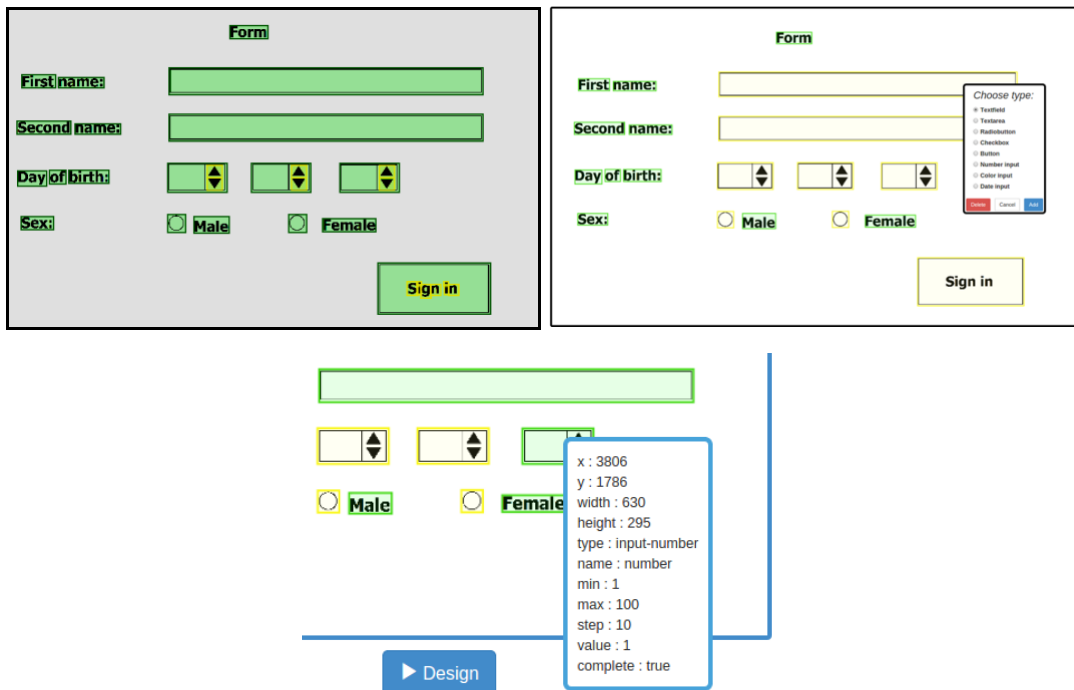 Form
First name:
Second name:
Day of birth:
Sex:
Male
Female
Sign in
Form
First name:
Second name:
Day of birth:
Sex:
Male
Female
Sign in
Choose type:
Textfield
Textarea
Radiobutton
Checkbox
Button
Number input
Color input
Date input
Delete Cancel Add
Male
Female
x : 3806
y : 1786
width : 630
height : 295
type : input-number
name : number
min : 1
max : 100
step : 10
value : 1
complete : true
Design